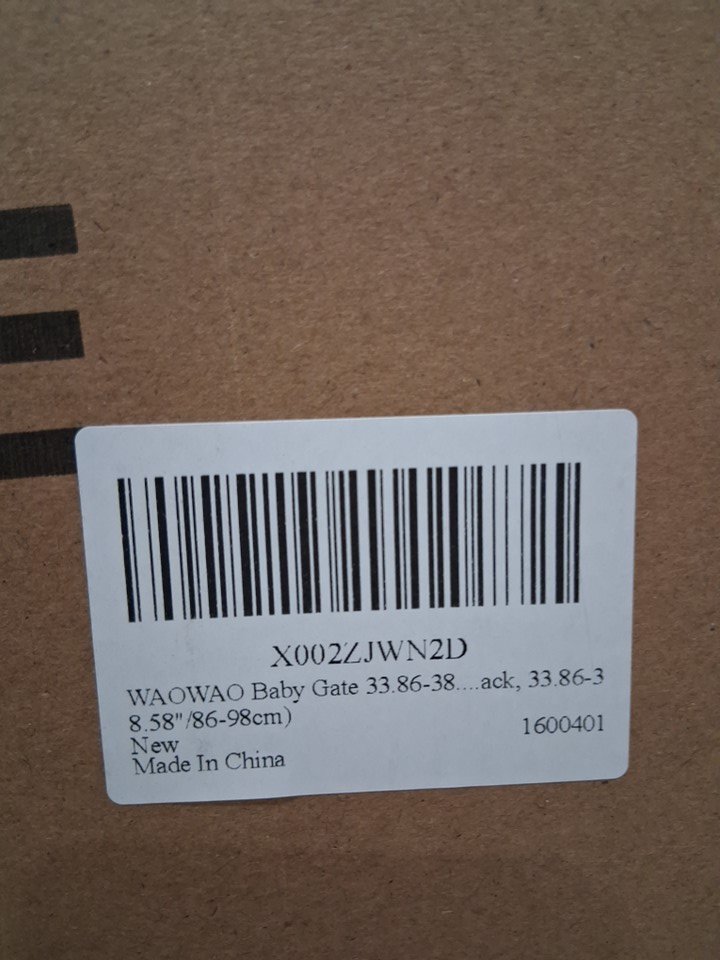 X002ZJWN2D
WAOWAO Baby Gate 33.86-38....ack, 33.86-3
8.58"/86-98cm)
New
1600401
Made In China